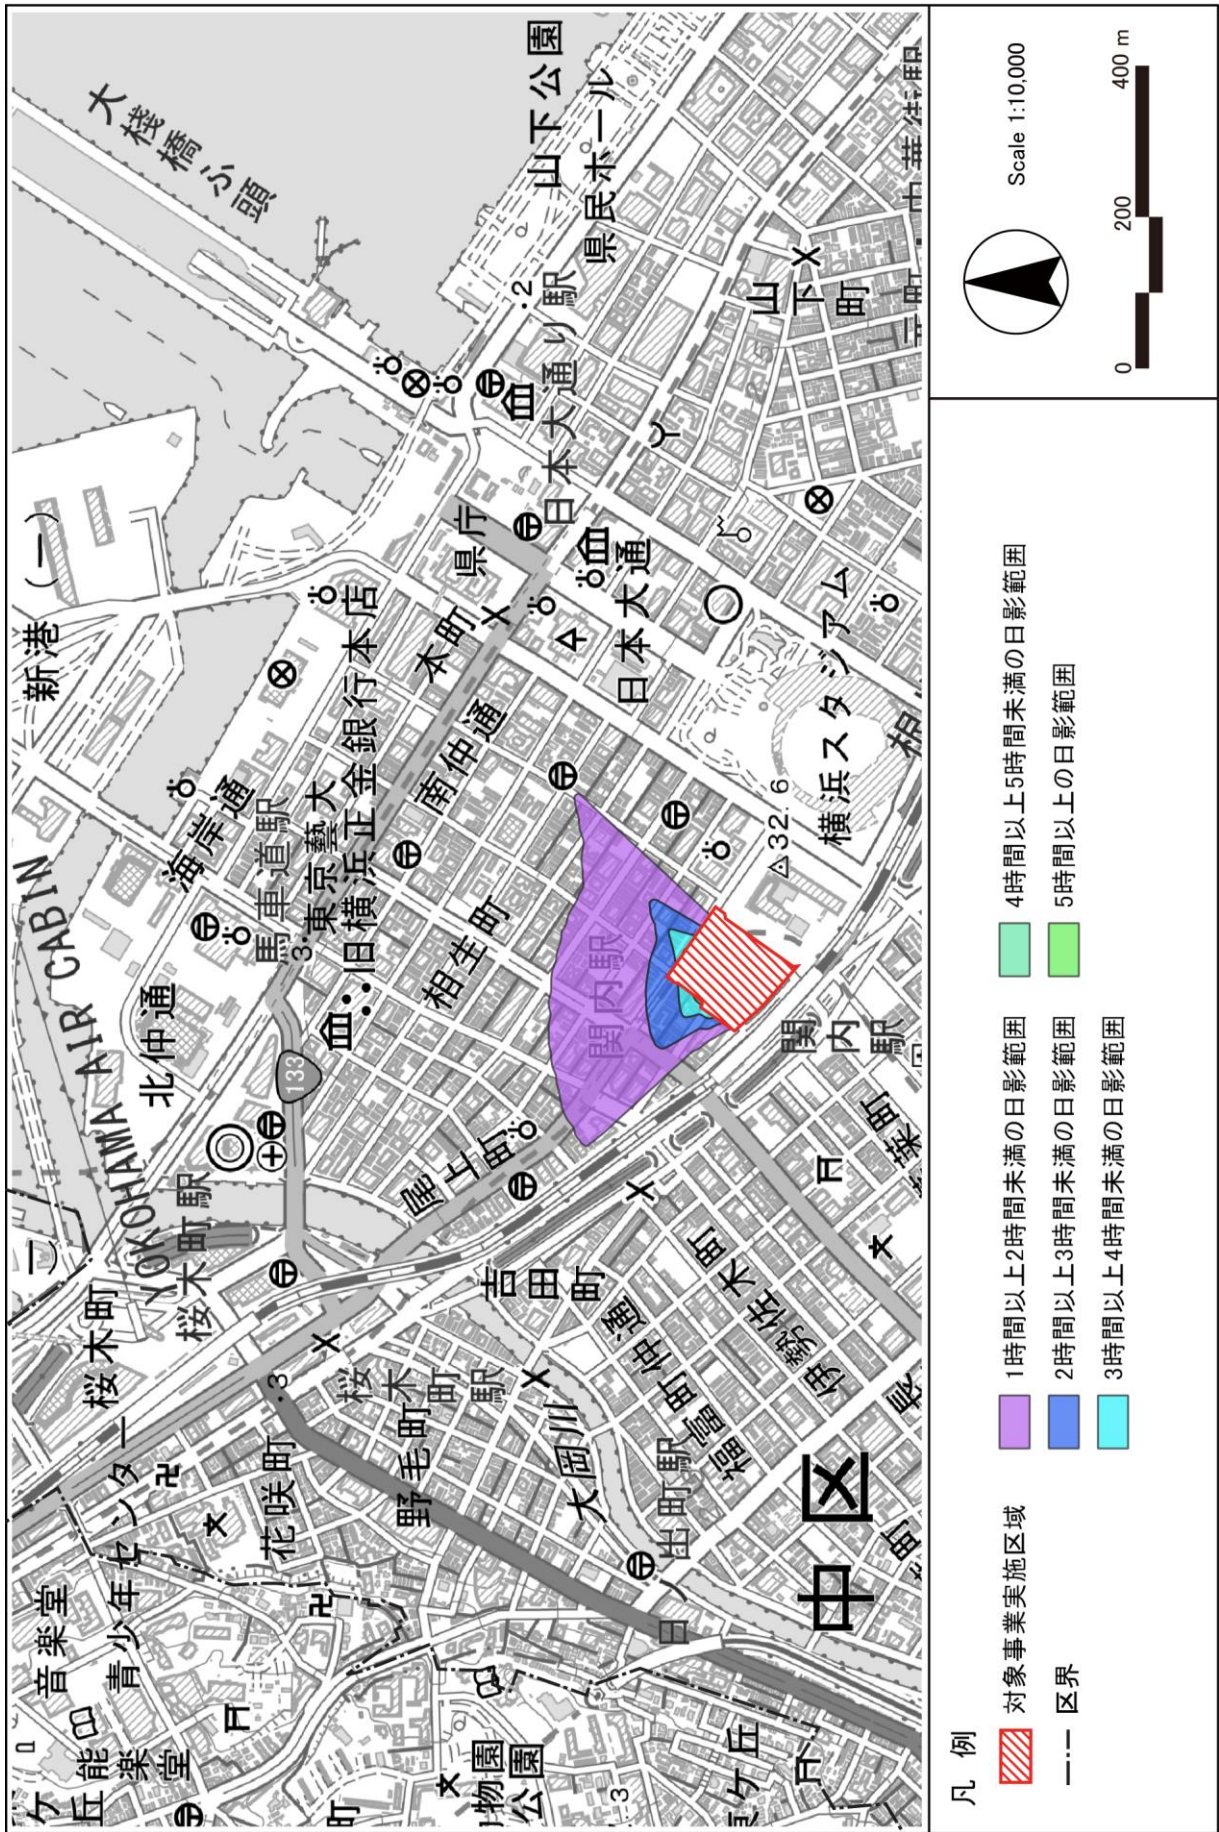 新港 (一)
大桟橋ふ頭
YOKOHAMA AIR CABIN
桜木町
桜木町駅
北仲通
海岸通
馬車道駅
3
東京藝大
旧横浜正金銀行本店
133
本町
県庁
南仲通
相生町
尾上町
関内駅
関内駅
吉田町
日本大通り駅
日本大通
2
山下公園
県民ホール
山下町
横浜スタジアム
32.6
音楽堂
青少年センター
能楽堂
花咲町
3
野毛町
桜木町駅
大岡川
日ノ出町駅
福富町仲通
伊勢佐木町
中区
凡 例
対象事業実施区域
区界
1時間以上2時間未満の日影範囲
2時間以上3時間未満の日影範囲
3時間以上4時間未満の日影範囲
4時間以上5時間未満の日影範囲
5時間以上の日影範囲
Scale 1:10,000
0 200 400 m